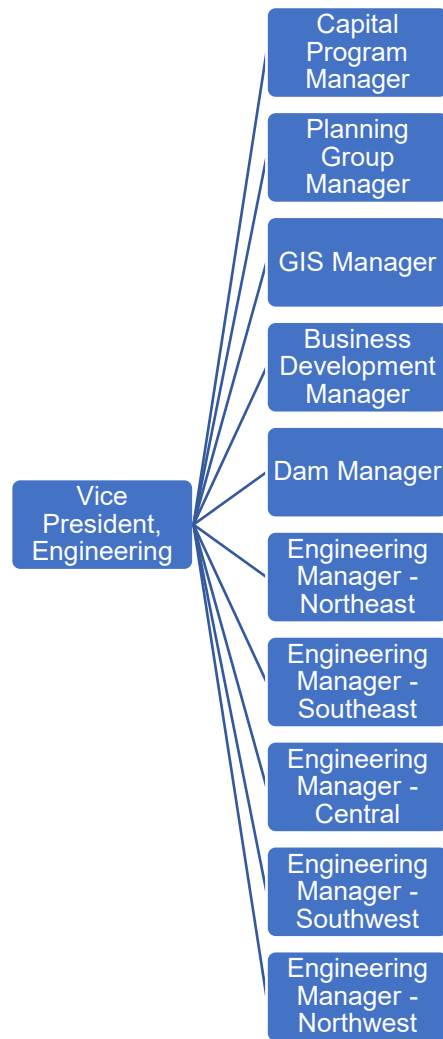 Capital
Program
Manager
Planning
Group
Manager
GIS Manager
Business
Development
Manager
Dam Manager
Vice
President,
Engineering
Engineering
Manager -
Northeast
Engineering
Manager -
Southeast
Engineering
Manager -
Central
Engineering
Manager -
Southwest
Engineering
Manager -
Northwest